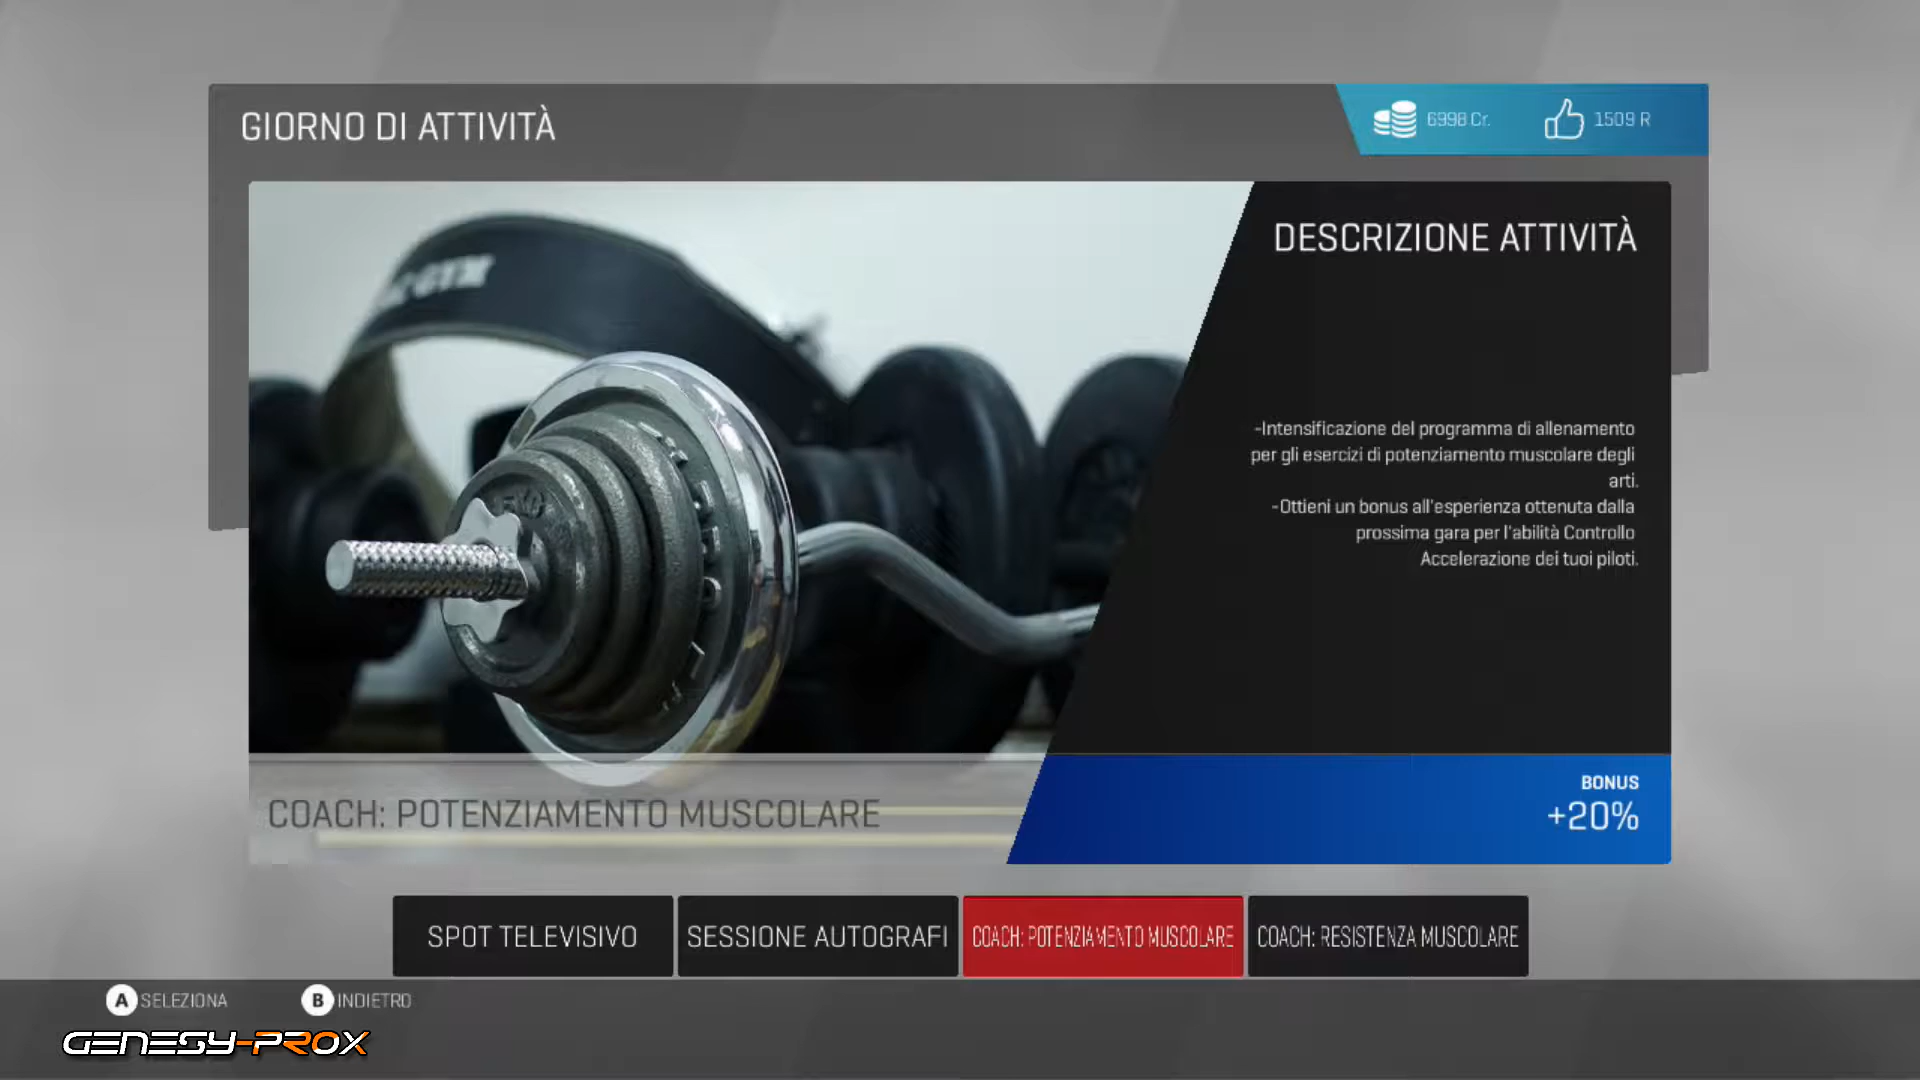 GIORNO DI ATTIVITÀ
6998 Cr.
1509 R
DESCRIZIONE ATTIVITÀ
-Intensificazione del programma di allenamento
per gli esercizi di potenziamento muscolare degli
arti.
-Ottieni un bonus all'esperienza ottenuta dalla
prossima gara per l'abilità Controllo
Accelerazione dei tuoi piloti.
COACH: POTENZIAMENTO MUSCOLARE
BONUS
+20%
SPOT TELEVISIVO
SESSIONE AUTOGRAFI
COACH: POTENZIAMENTO MUSCOLARE
COACH: RESISTENZA MUSCOLARE
A SELEZIONA
B INDIETRO
GENESY-PROX